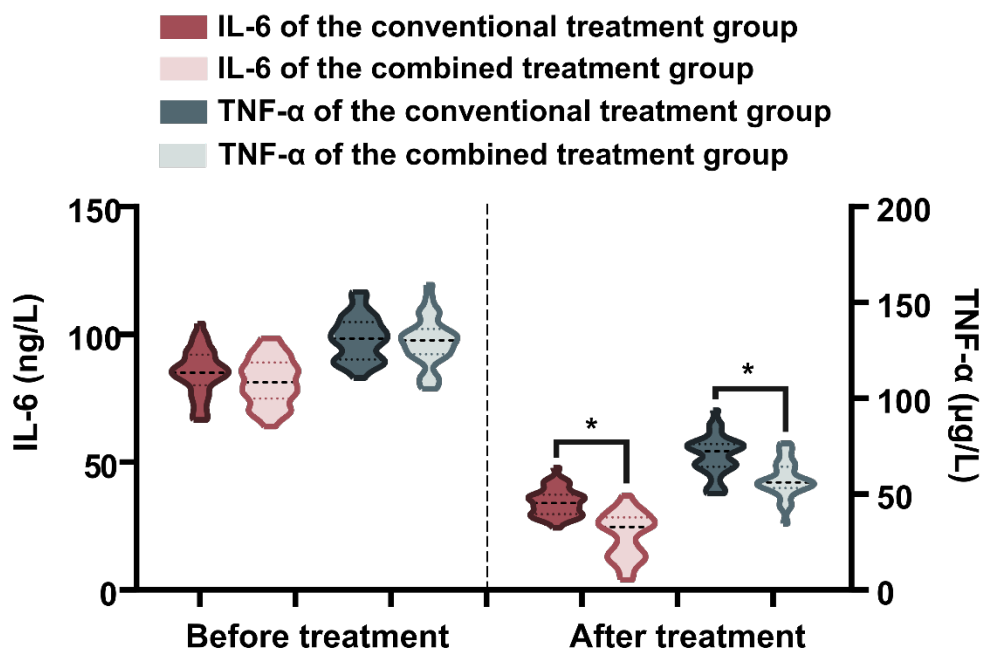 IL-6 of the conventional treatment group
IL-6 of the combined treatment group
TNF-α of the conventional treatment group
TNF-α of the combined treatment group
150
100
50
0
IL-6 (ng/L)
200
150
100
50
0
TNF-α (µg/L)
*
*
Before treatment
After treatment